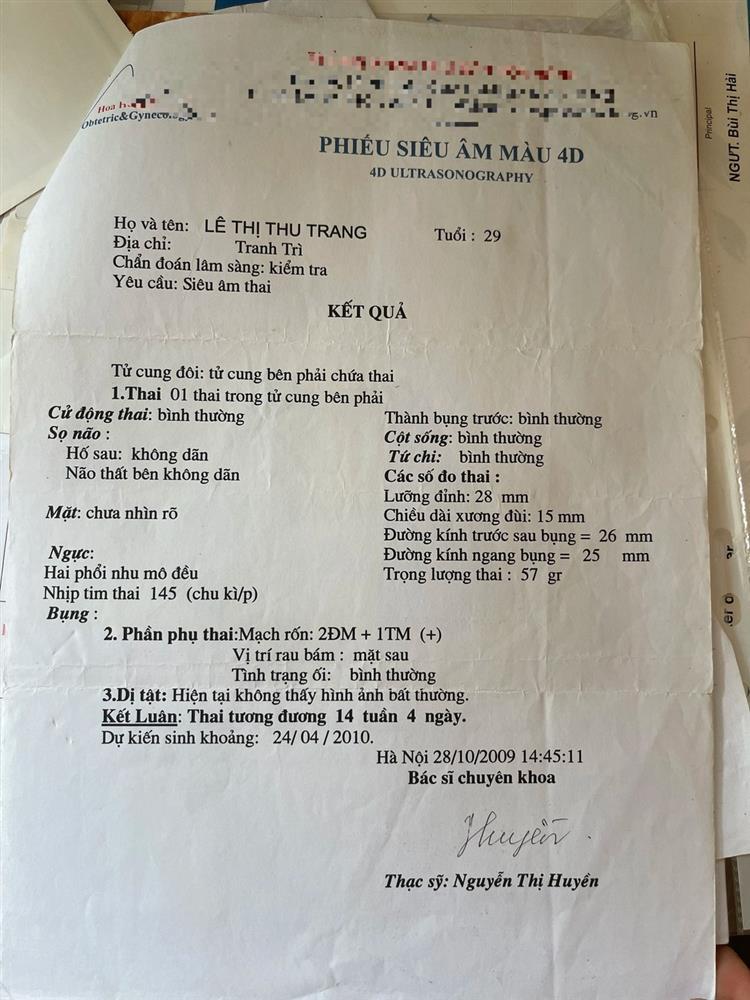 Hoa
Obtetric&Gyneco.
g.vn
PHIẾU SIÊU ÂM MÀU 4D
4D ULTRASONOGRAPHY
Họ và tên: LÊ THỊ THU TRANG Tuổi : 29
Địa chỉ: Tranh Trì
Chẩn đoán lâm sàng: kiểm tra
Yêu cầu: Siêu âm thai
KẾT QUẢ
Tử cung đôi: tử cung bên phải chứa thai
1.Thai 01 thai trong tử cung bên phải
Cử động thai: bình thường
Sọ não :
Hố sau: không dãn
Não thất bên không dãn
Mặt: chưa nhìn rõ
Ngực:
Hai phổi nhu mô đều
Nhịp tim thai 145 (chu kì/p)
Bụng :
Thành bụng trước: bình thường
Cột sống: bình thường
Tứ chi: bình thường
Các số đo thai :
Lưỡng đỉnh: 28 mm
Chiều dài xương đùi: 15 mm
Đường kính trước sau bụng = 26 mm
Đường kính ngang bụng = 25 mm
Trọng lượng thai : 57 gr
2. Phần phụ thai:Mạch rốn: 2ĐM + 1TM (+)
Vị trí rau bám : mặt sau
Tình trạng ối: bình thường
3.Dị tật: Hiện tại không thấy hình ảnh bất thường.
Kết Luân: Thai tương đương 14 tuần 4 ngày.
Dự kiến sinh khoảng: 24/ 04 / 2010.
Hà Nội 28/10/2009 14:45:11
Bác sĩ chuyên khoa
Huyền
Thạc sỹ: Nguyễn Thị Huyền
Principal
NGƯT. Bùi Thị Hải